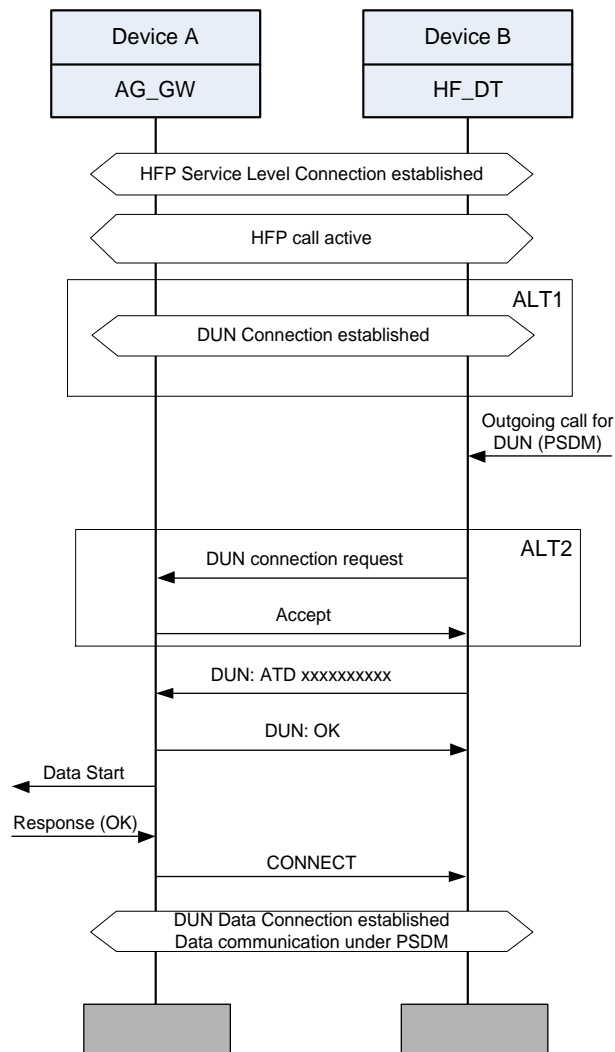 Device A
Device B
AG_GW
HF_DT
HFP Service Level Connection established
HFP call active
ALT1
DUN Connection established
Outgoing call for
DUN (PSDM)
ALT2
DUN connection request
Accept
DUN: ATD xxxxxxxxxx
DUN: OK
Data Start
Response (OK)
CONNECT
DUN Data Connection established
Data communication under PSDM